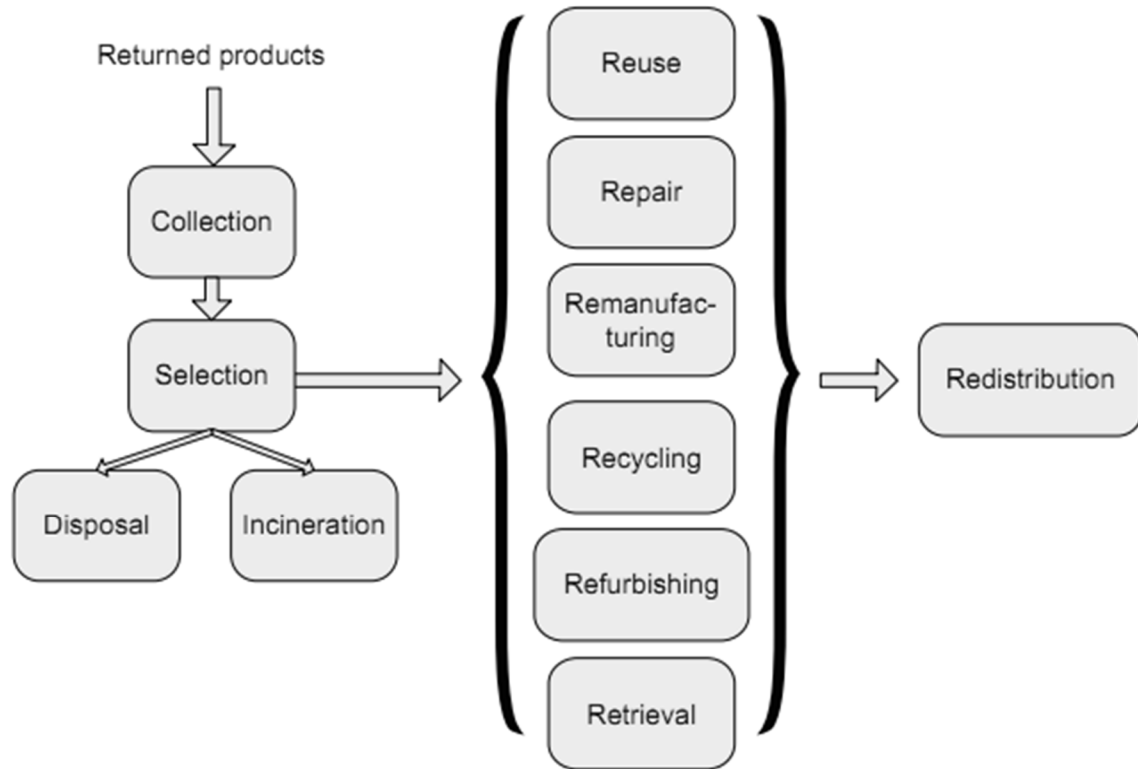 Returned products
Collection
Selection
Disposal
Incineration
Reuse
Repair
Remanufac-
turing
Recycling
Refurbishing
Retrieval
Redistribution